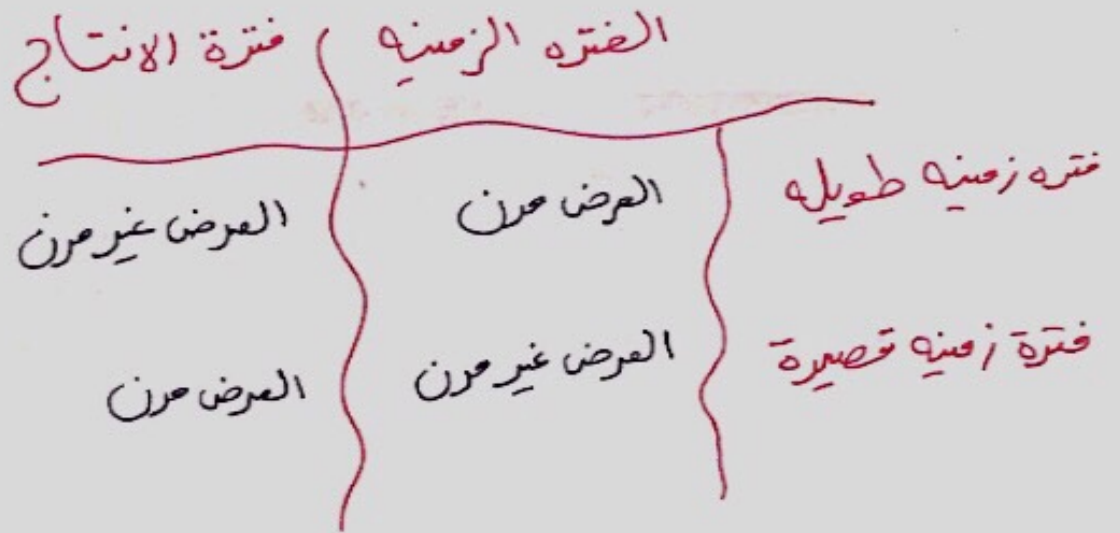 الفتره الزمنيه فترة الانتاج
فتره زمنيه طويله العرض مرن العرض غير مرن
فترة زمنيه قصيرة العرض غير مرن العرض مرن